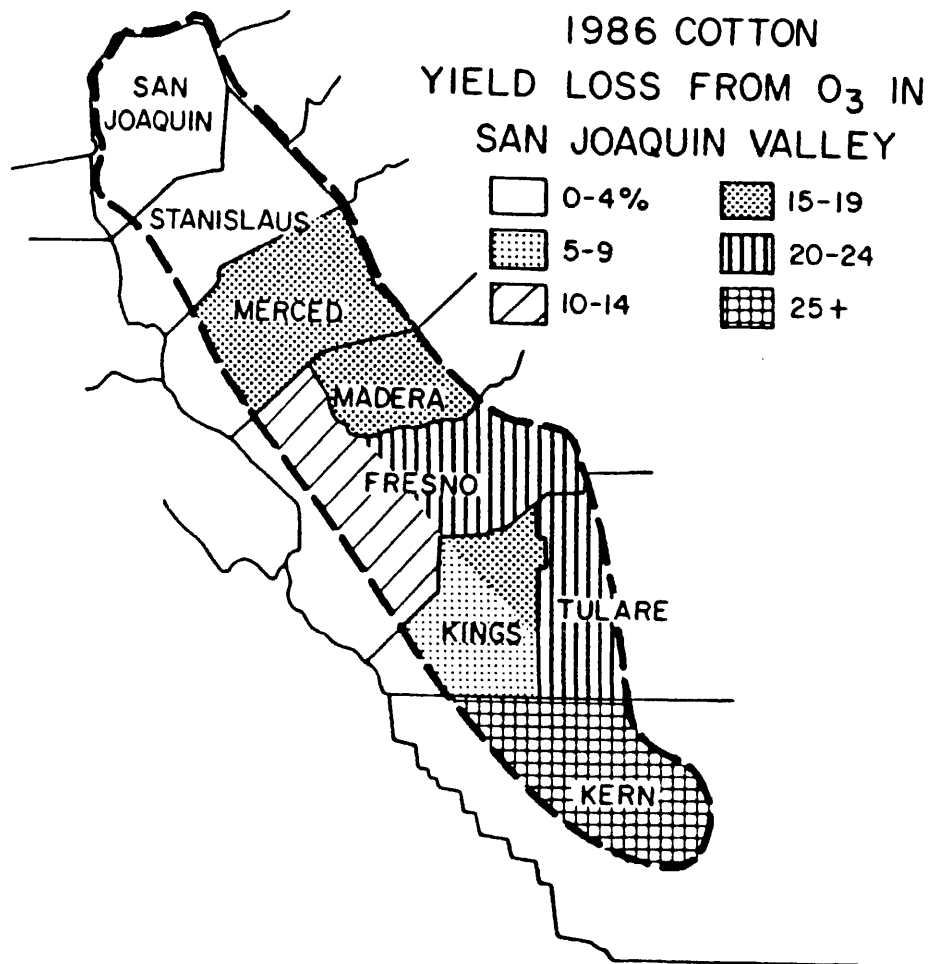 1986 COTTON
YIELD LOSS FROM O₃ IN
SAN JOAQUIN VALLEY
0-4%
5-9
10-14
15-19
20-24
25+
SAN
JOAQUIN
STANISLAUS
MERCED
MADERA
FRESNO
KINGS
TULARE
KERN